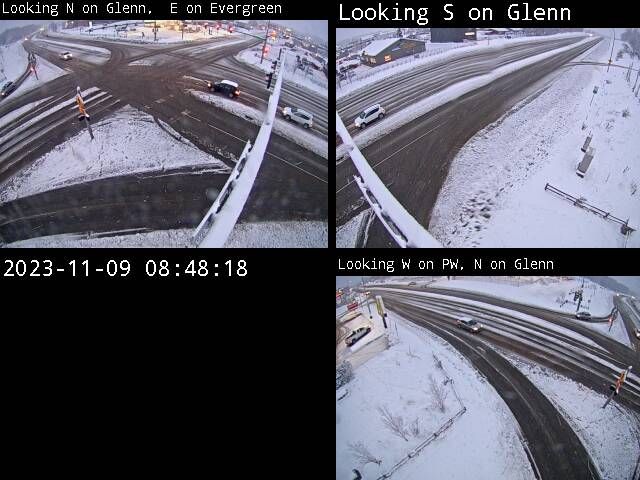 Looking N on Glenn, E on Evergreen
Looking S on Glenn
2023-11-09 08:48:18
Looking W on PW, N on Glenn